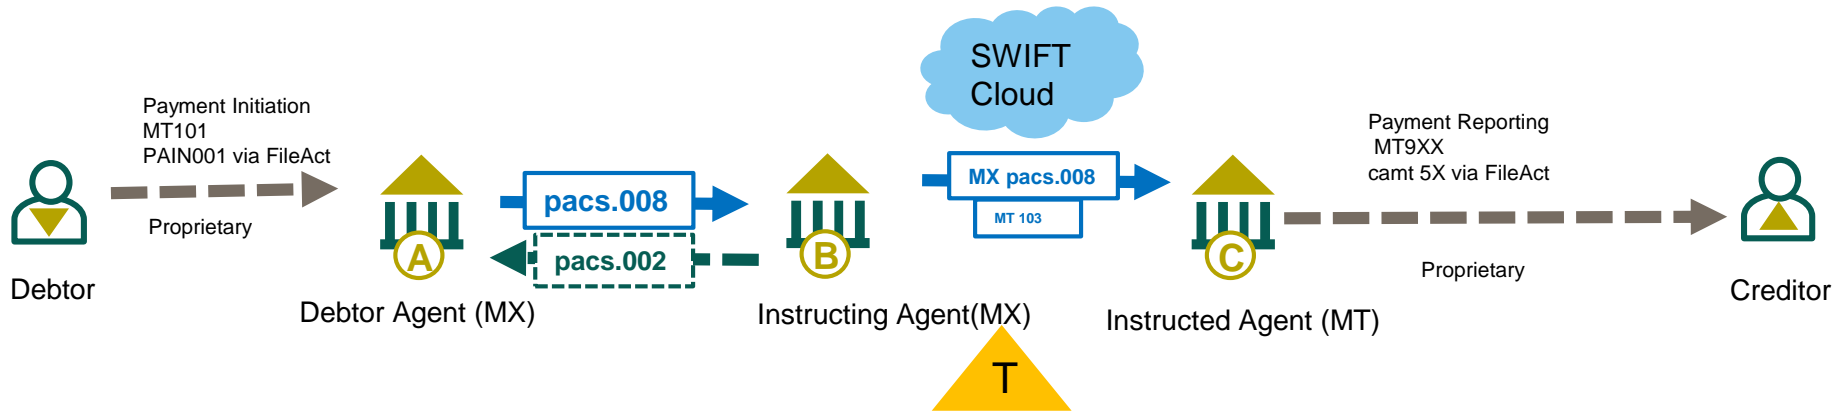 SWIFT
Cloud
Payment Initiation
MT101
PAIN001 via FileAct
Proprietary
Debtor
A
Debtor Agent (MX)
pacs.008
pacs.002
B
Instructing Agent(MX)
T
MX pacs.008
MT 103
C
Instructed Agent (MT)
Payment Reporting
MT9XX
camt 5X via FileAct
Proprietary
Creditor